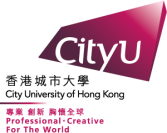 CityU
香港城市大學
City University of Hong Kong
專業 創新 胸懷全球
Professional·Creative
For The World